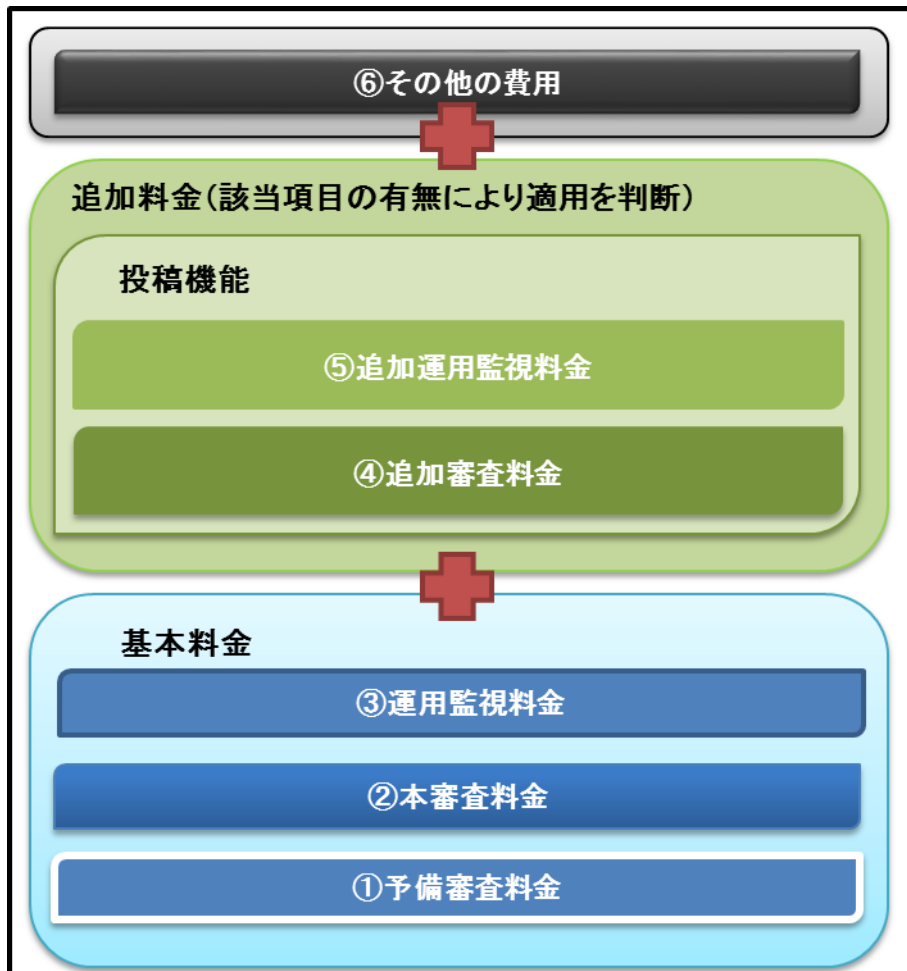 ⑥その他の費用
追加料金(該当項目の有無により適用を判断)
投稿機能
⑤追加運用監視料金
④追加審査料金
基本料金
③運用監視料金
②本審査料金
①予備審査料金